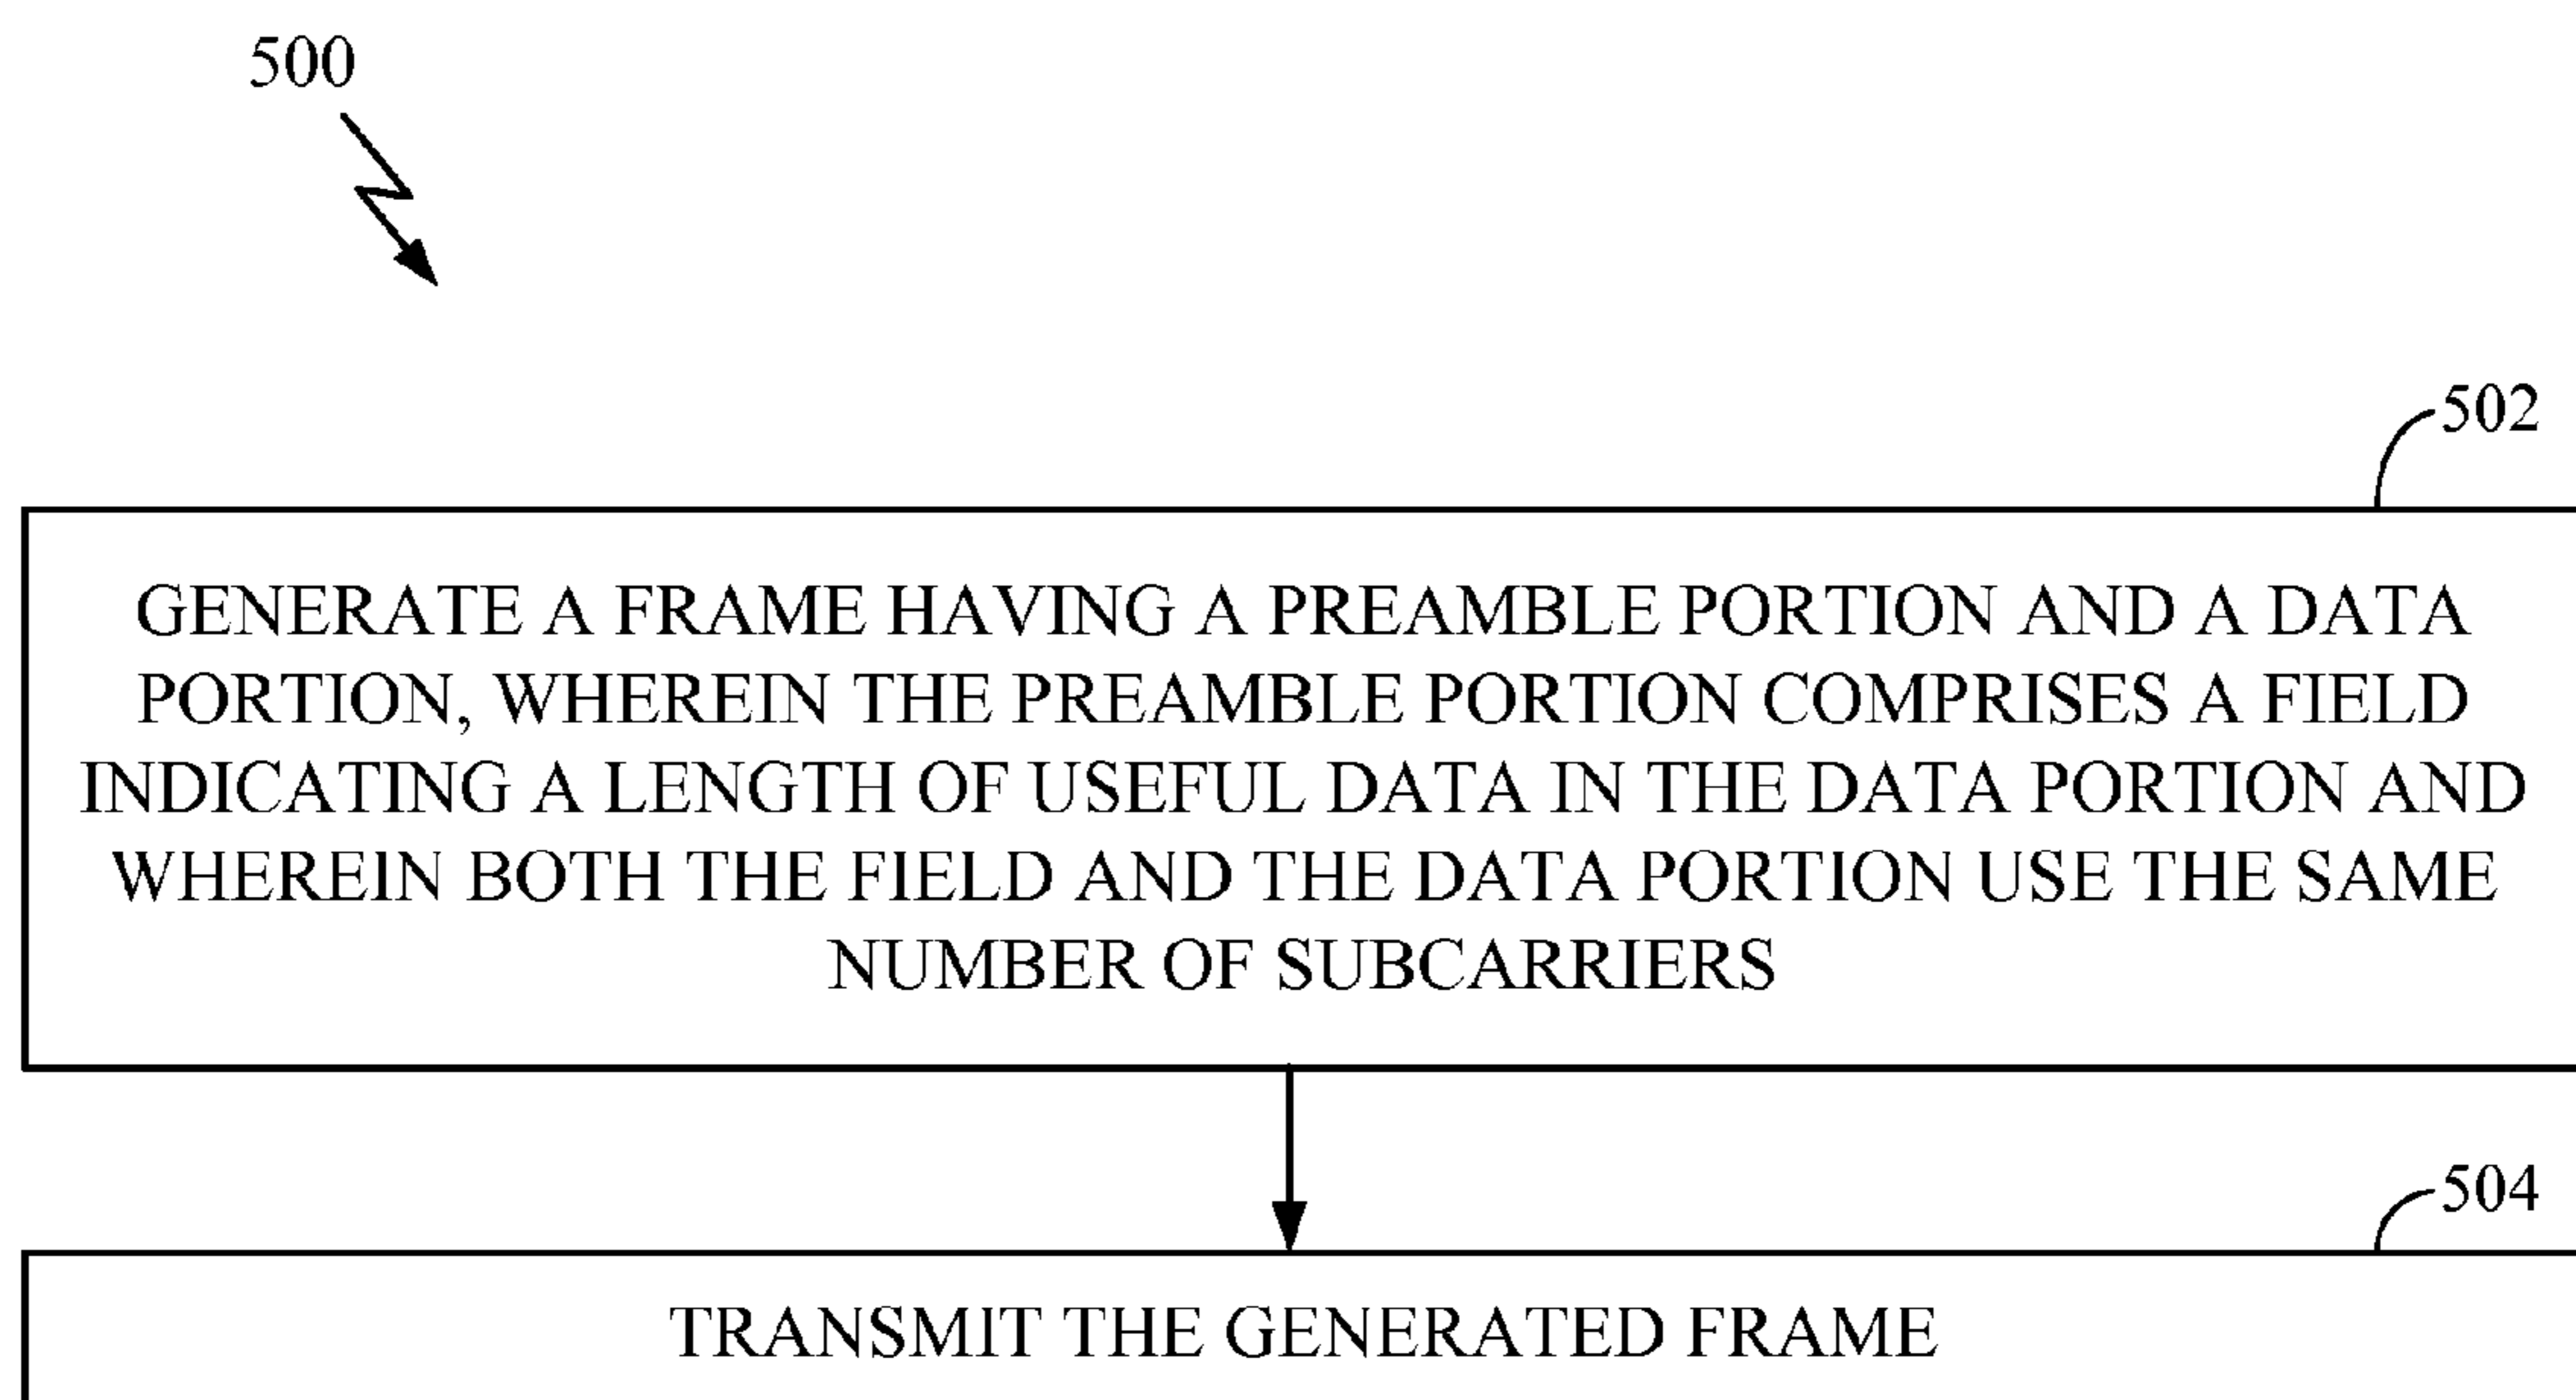 500
502
GENERATE A FRAME HAVING A PREAMBLE PORTION AND A DATA
PORTION, WHEREIN THE PREAMBLE PORTION COMPRISES A FIELD
INDICATING A LENGTH OF USEFUL DATA IN THE DATA PORTION AND
WHEREIN BOTH THE FIELD AND THE DATA PORTION USE THE SAME
NUMBER OF SUBCARRIERS
504
TRANSMIT THE GENERATED FRAME